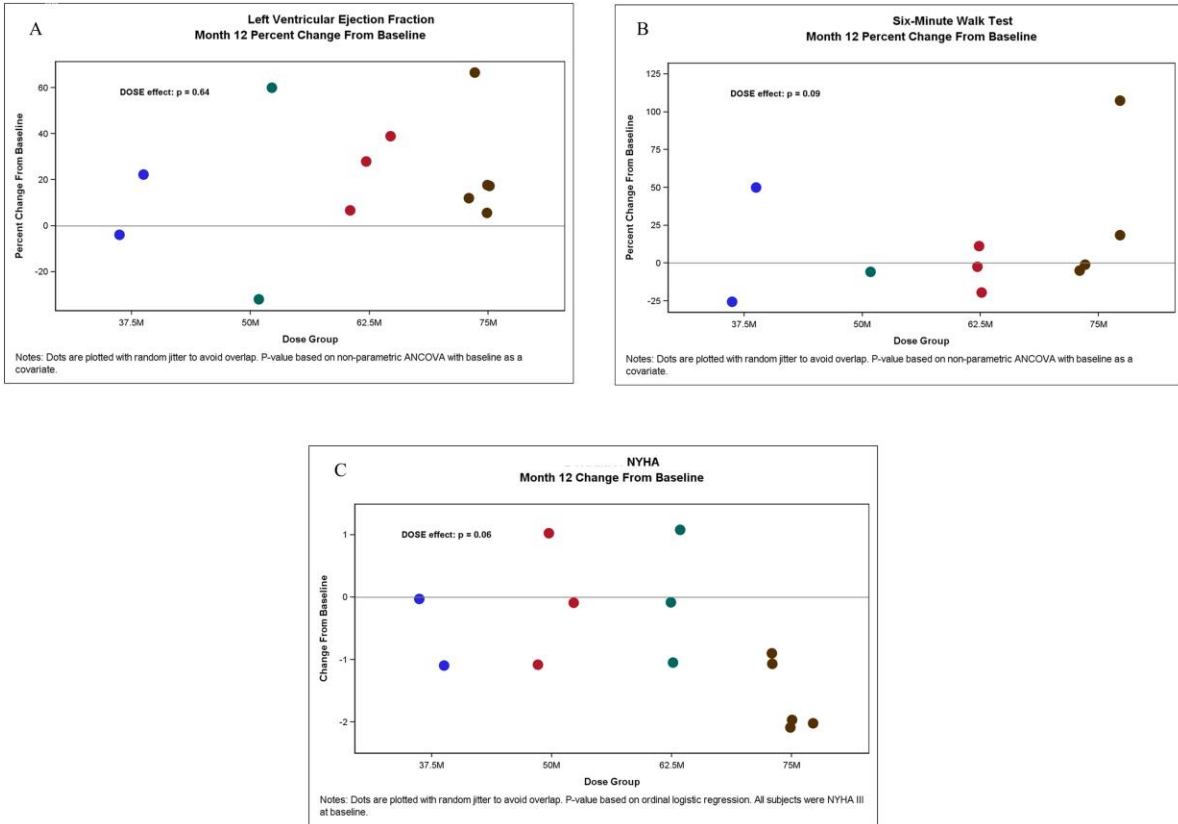 A
Left Ventricular Ejection Fraction
Month 12 Percent Change From Baseline
DOSE effect: p = 0.64
Percent Change From Baseline
60
40
20
0
-20
37.5M 50M 62.5M 75M
Dose Group
Notes: Dots are plotted with random jitter to avoid overlap. P-value based on non-parametric ANCOVA with baseline as a
covariate.
B
Six-Minute Walk Test
Month 12 Percent Change From Baseline
DOSE effect: p = 0.09
Percent Change From Baseline
125
100
75
50
25
0
-25
37.5M 50M 62.5M 75M
Dose Group
Notes: Dots are plotted with random jitter to avoid overlap. P-value based on non-parametric ANCOVA with baseline as a
covariate.
C
NYHA
Month 12 Change From Baseline
DOSE effect: p = 0.06
Change From Baseline
1
0
-1
-2
37.5M 50M 62.5M 75M
Dose Group
Notes: Dots are plotted with random jitter to avoid overlap. P-value based on ordinal logistic regression. All subjects were NYHA III
at baseline.